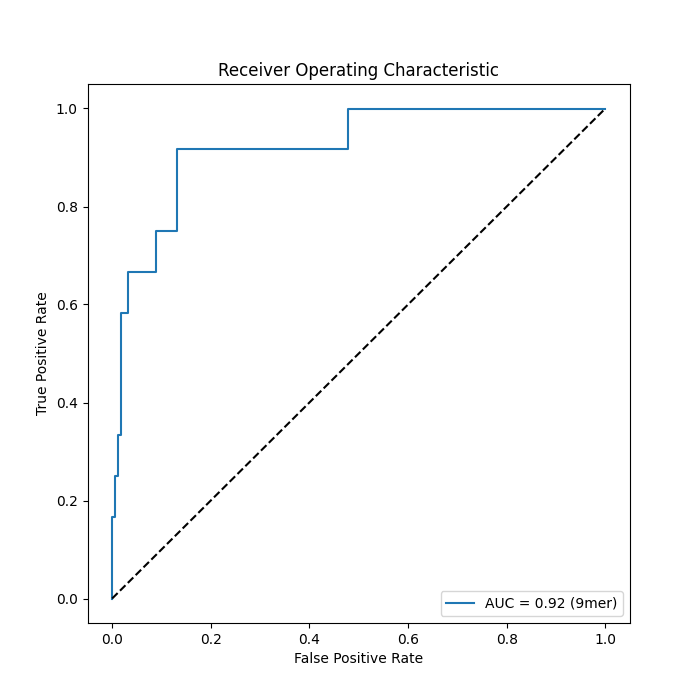 Receiver Operating Characteristic
1.0
0.8
0.6
0.4
0.2
0.0
True Positive Rate
AUC = 0.92 (9mer)
0.0 0.2 0.4 0.6 0.8 1.0
False Positive Rate